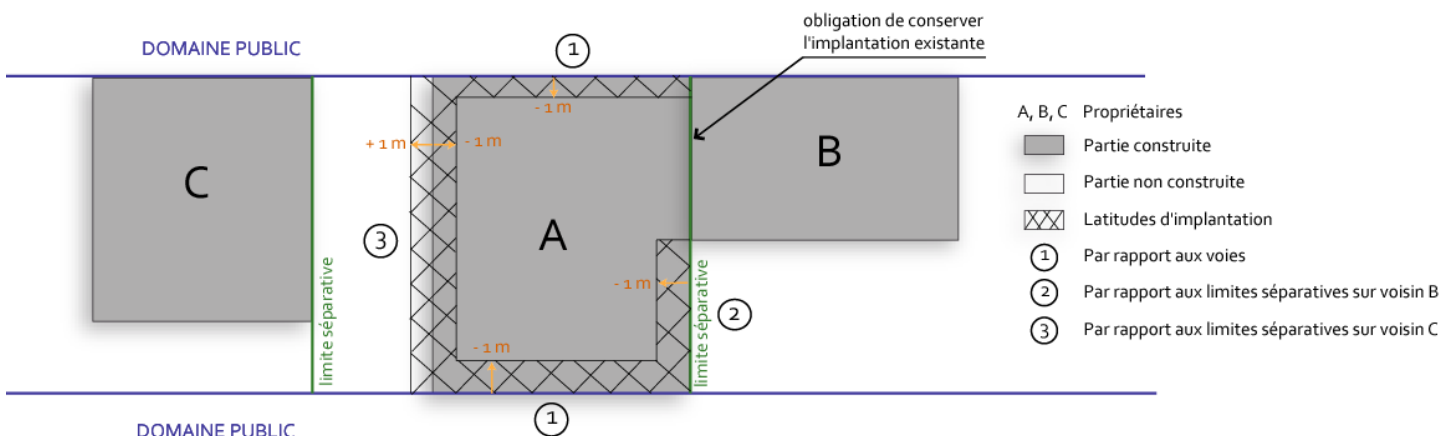 obligation de conserver
l'implantation existante
DOMAINE PUBLIC
1
- 1 m
+ 1 m
- 1 m
C
A
B
3
limite séparative
- 1 m
2
limite séparative
- 1 m
1
DOMAINE PUBLIC
A, B, C Propriétaires
Partie construite
Partie non construite
Latitudes d'implantation
1 Par rapport aux voies
2 Par rapport aux limites séparatives sur voisin B
3 Par rapport aux limites séparatives sur voisin C